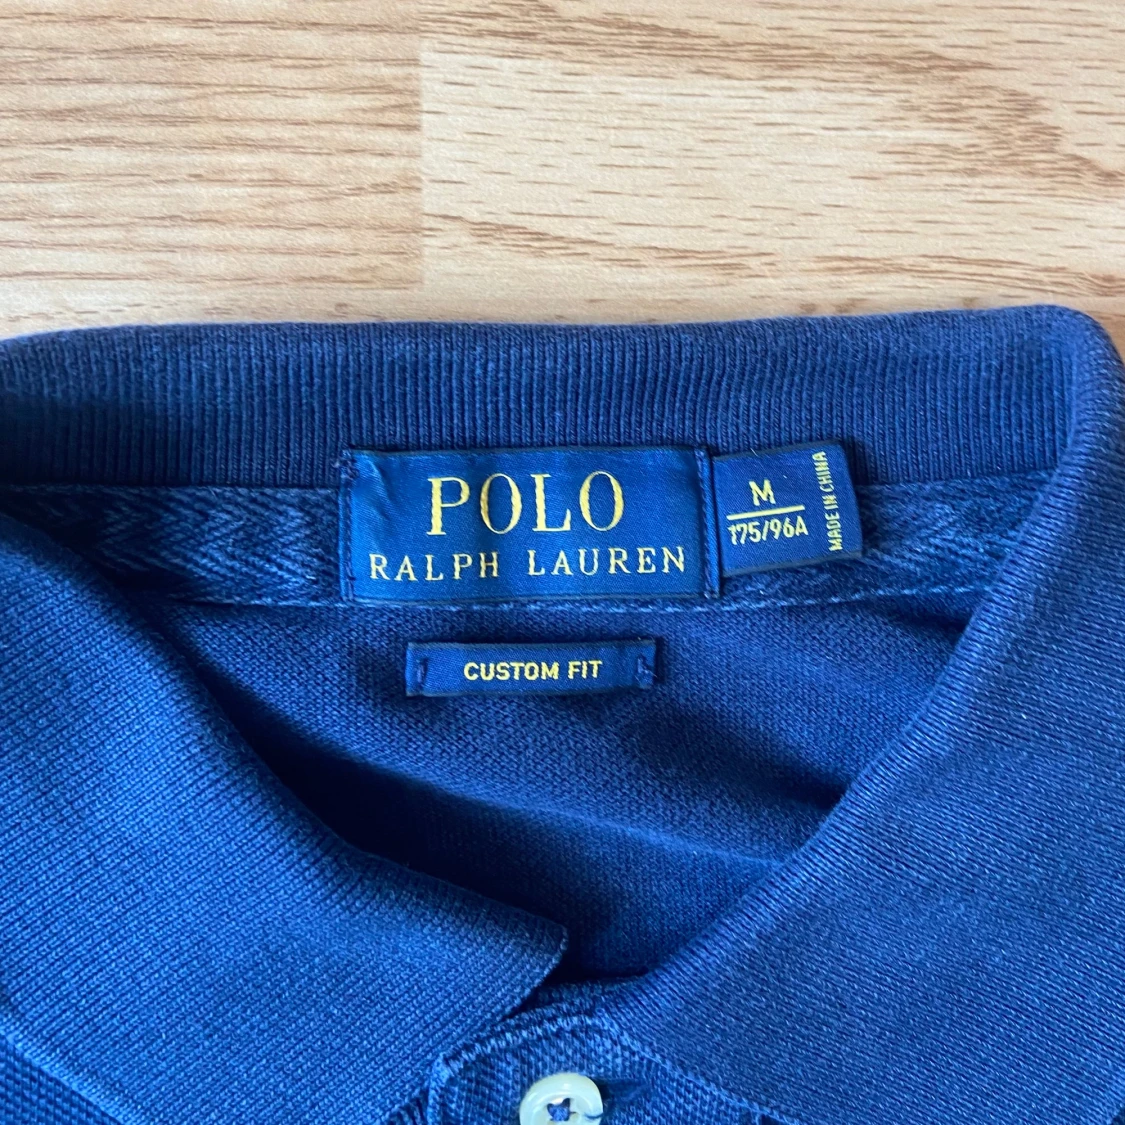 POLO
RALPH LAUREN
M
175/96A
MADE IN CHINA
CUSTOM FIT